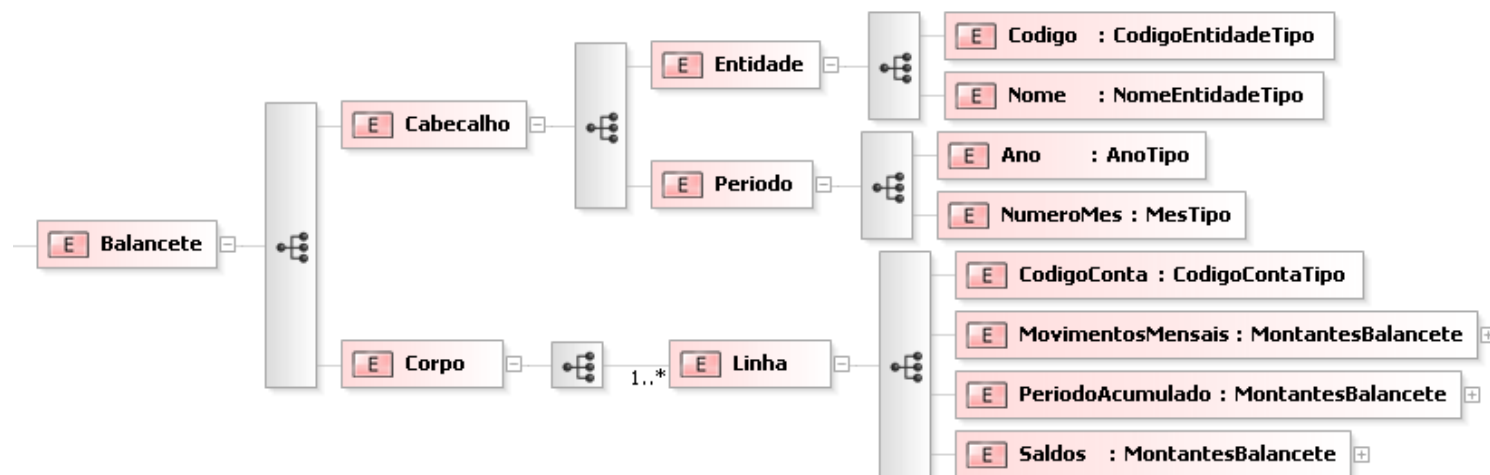 E Codigo : CodigoEntidadeTipo
E Entidade
E Nome : NomeEntidadeTipo
E Cabecalho
E Ano : AnoTipo
E Periodo
E NumeroMes : MesTipo
E Balancete
E CodigoConta : CodigoContaTipo
E MovimentosMensais : MontantesBalancete
E Corpo
1..*
E Linha
E PeriodoAcumulado : MontantesBalancete
E Saldos : MontantesBalancete